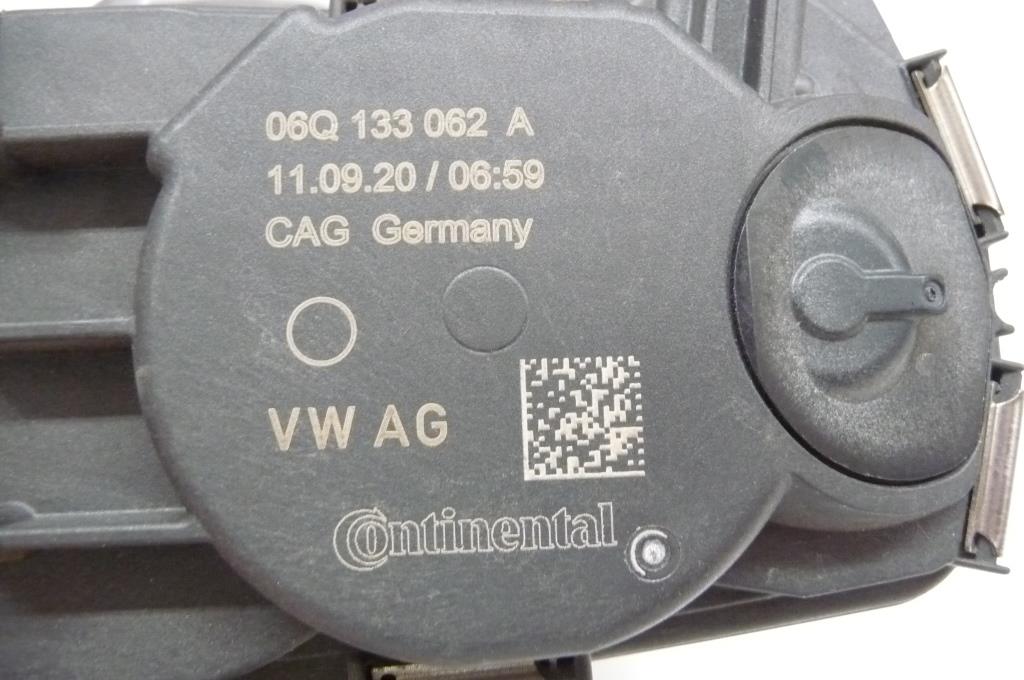 06Q 133 062 A
11.09.20 / 06:59
CAG Germany
VW AG
Continental